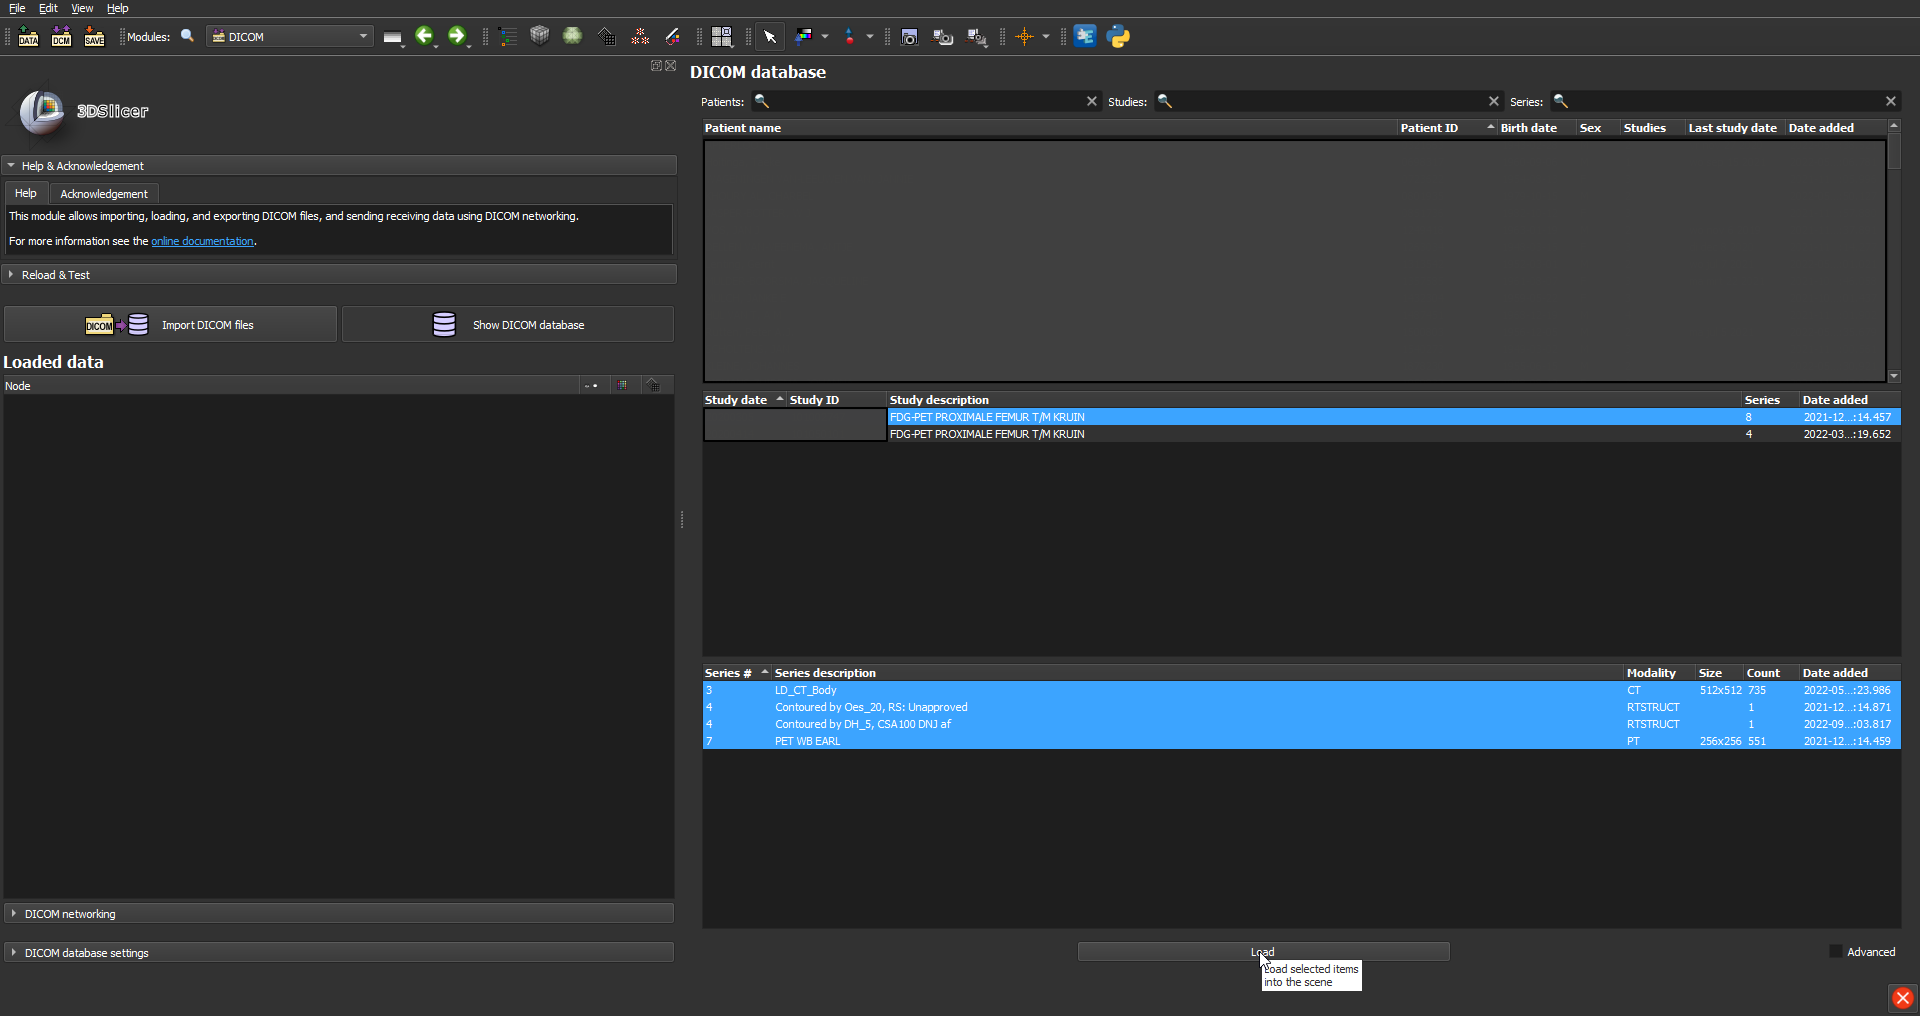 File Edit View Help
DATA DCM SAVE Modules: DICOM
3DSlicer
Help & Acknowledgement
Help Acknowledgement
This module allows importing, loading, and exporting DICOM files, and sending receiving data using DICOM networking.
For more information see the online documentation.
Reload & Test
DICOM Import DICOM files Show DICOM database
Loaded data
Node
DICOM networking
DICOM database settings
DICOM database
Patients: Studies: Series:
Patient name Patient ID Birth date Sex Studies Last study date Date added
Study date Study ID Study description Series Date added
FDG-PET PROXIMALE FEMUR T/M KRUIN 8 2021-12...:14.457
FDG-PET PROXIMALE FEMUR T/M KRUIN 4 2022-03...:19.652
Series # Series description Modality Size Count Date added
3 LD_CT_Body CT 512x512 735 2022-05...:23.986
4 Contoured by Oes_20, RS: Unapproved RTSTRUCT 1 2021-12...:14.871
4 Contoured by DH_5, CSA100 DNJ af RTSTRUCT 1 2022-09...:03.817
7 PET WB EARL PT 256x256 551 2021-12...:14.459
Load Advanced
Load selected items
into the scene